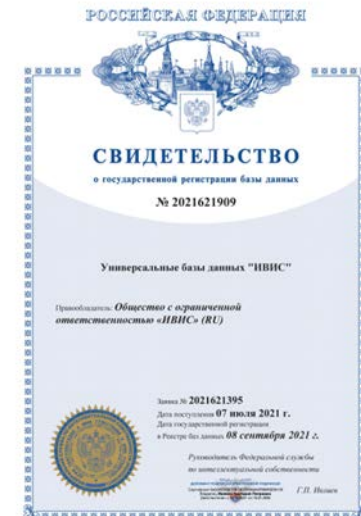 РОССИЙСКАЯ ФЕДЕРАЦИЯ
СВИДЕТЕЛЬСТВО
о государственной регистрации базы данных
№ 2021621909
Универсальные базы данных "ИВИС"
Правообладатель: Общество с ограниченной
ответственностью «ИВИС» (RU)
Заявка № 2021621395
Дата поступления 07 июля 2021 г.
Дата государственной регистрации
в Реестре баз данных 08 сентября 2021 г.
Руководитель Федеральной службы
по интеллектуальной собственности
Г.П. Ивлиев